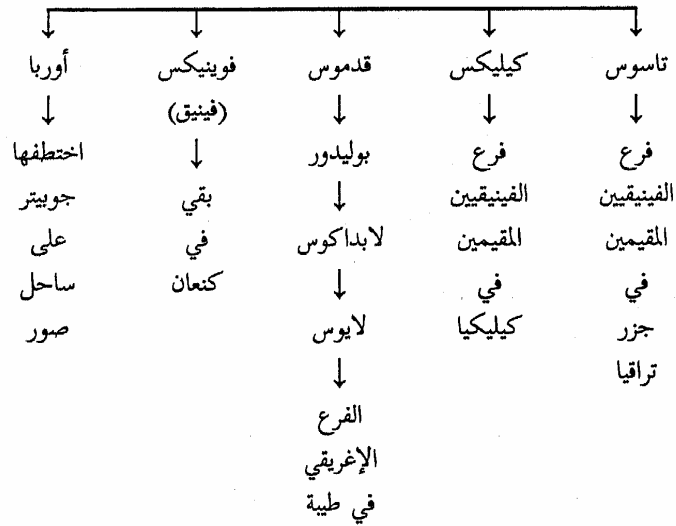 تاسوس
↓
فرع
الفينيقيين
المقيمين
في
جزر
تراقيا
كيليكس
↓
فرع
الفينيقيين
المقيمين
في
كيليكيا
قدموس
↓
بوليدور
↓
لابداكوس
↓
لايوس
↓
الفرع
الإغريقي
في طيبة
فوينيكس
(فينيق)
↓
بقي
في
كنعان
أوربا
↓
اختطفها
جوبيتر
على
ساحل
صور